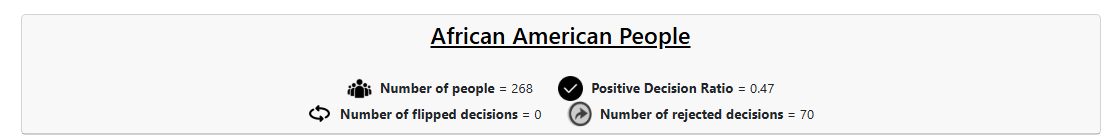 African American People
Number of people = 268 Positive Decision Ratio = 0.47
Number of flipped decisions = 0 Number of rejected decisions = 70